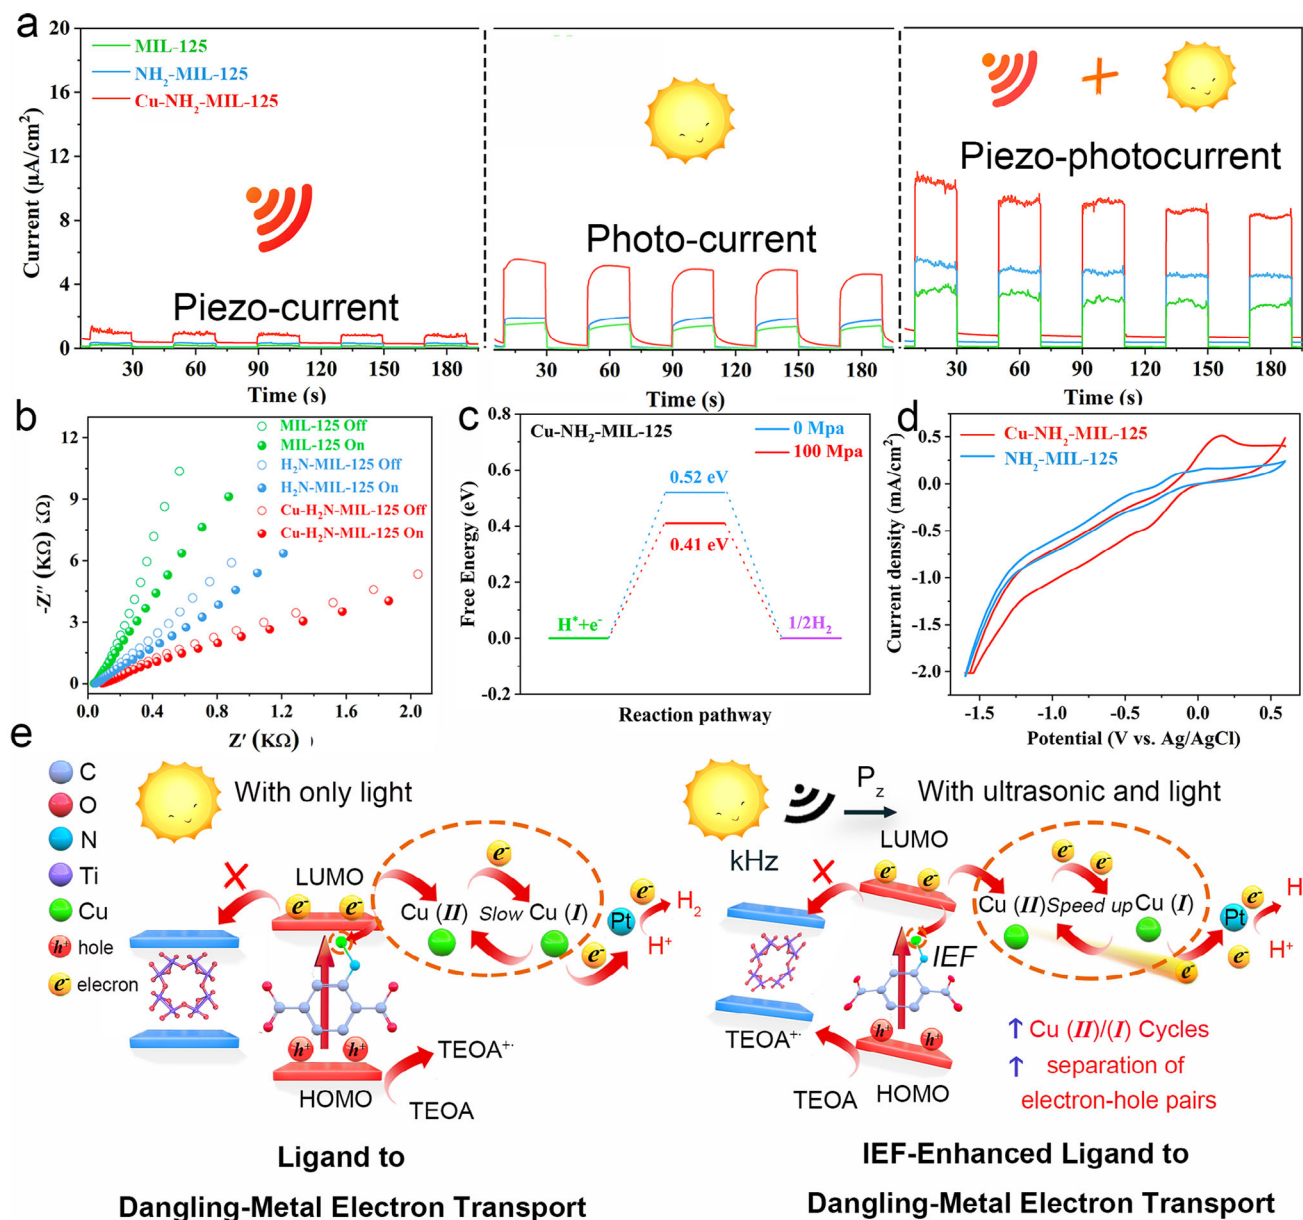 a
20
16
12
8
4
0
Current (μA/cm²)
MIL-125
NH₂-MIL-125
Cu-NH₂-MIL-125
Piezo-current
30 60 90 120 150 180
Time (s)
Photo-current
30 60 90 120 150 180
Time (s)
Piezo-photocurrent
30 60 90 120 150 180
Time (s)
b
12
9
6
3
0
-Z″ (KΩ)
MIL-125 Off
MIL-125 On
H₂N-MIL-125 Off
H₂N-MIL-125 On
Cu-H₂N-MIL-125 Off
Cu-H₂N-MIL-125 On
0.0 0.4 0.8 1.2 1.6 2.0
Z′ (KΩ)
c
0.8
0.6
0.4
0.2
0.0
-0.2
Free Energy (eV)
Cu-NH₂-MIL-125
0 Mpa
100 Mpa
0.52 eV
0.41 eV
H*+e⁻
1/2H₂
Reaction pathway
d
0.5
0.0
-0.5
-1.0
-1.5
-2.0
Current density (mA/cm²)
Cu-NH₂-MIL-125
NH₂-MIL-125
-1.5 -1.0 -0.5 0.0 0.5
Potential (V vs. Ag/AgCl)
e
C
O
N
Ti
Cu
h⁺ hole
e⁻ elecron
With only light
LUMO
e⁻ e⁻
e⁻
Cu (II) Slow Cu (I)
e⁻
Pt
e⁻
H₂
H⁺
h⁺ h⁺
HOMO
TEOA⁺·
TEOA
Ligand to
Dangling-Metal Electron Transport
kHz
P_z
With ultrasonic and light
LUMO
e⁻ e⁻
e⁻ e⁻
Cu (II) Speed up Cu (I)
e⁻
Pt
e⁻
e⁻
H
H⁺
IEF
h⁺ h⁺
TEOA⁺·
TEOA
HOMO
↑ Cu (II)/(I) Cycles
↑ separation of
electron-hole pairs
IEF-Enhanced Ligand to
Dangling-Metal Electron Transport